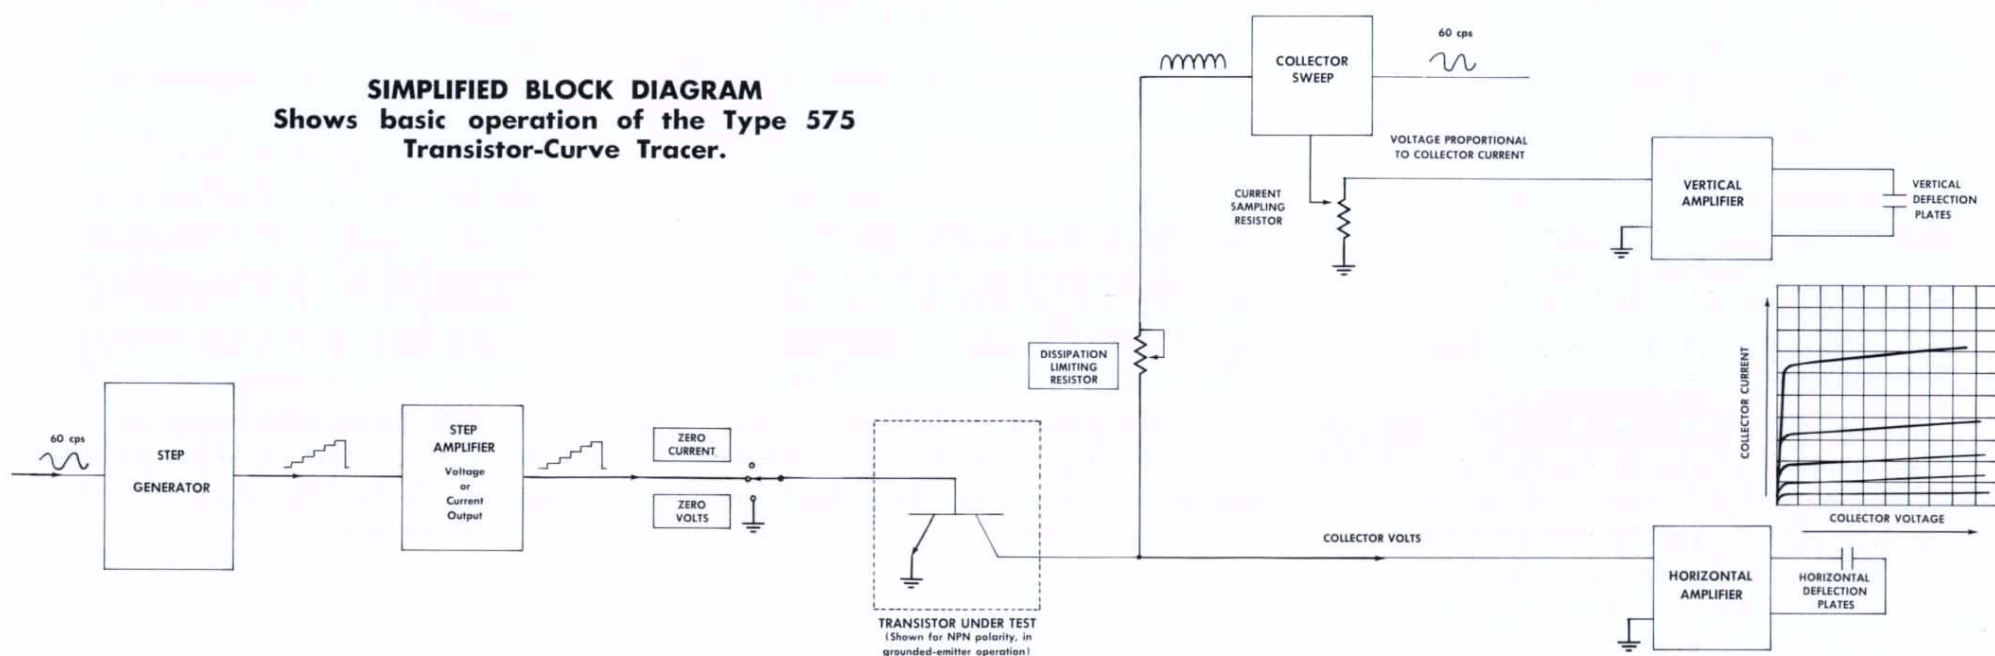 SIMPLIFIED BLOCK DIAGRAM
Shows basic operation of the Type 575
Transistor-Curve Tracer.
60 cps
STEP
GENERATOR
STEP
AMPLIFIER
Voltage
or
Current
Output
ZERO
CURRENT
ZERO
VOLTS
TRANSISTOR UNDER TEST
(Shown for NPN polarity, in
grounded-emitter operation)
DISSIPATION
LIMITING
RESISTOR
COLLECTOR
SWEEP
60 cps
VOLTAGE PROPORTIONAL
TO COLLECTOR CURRENT
CURRENT
SAMPLING
RESISTOR
VERTICAL
AMPLIFIER
VERTICAL
DEFLECTION
PLATES
COLLECTOR CURRENT
COLLECTOR VOLTAGE
COLLECTOR VOLTS
HORIZONTAL
AMPLIFIER
HORIZONTAL
DEFLECTION
PLATES